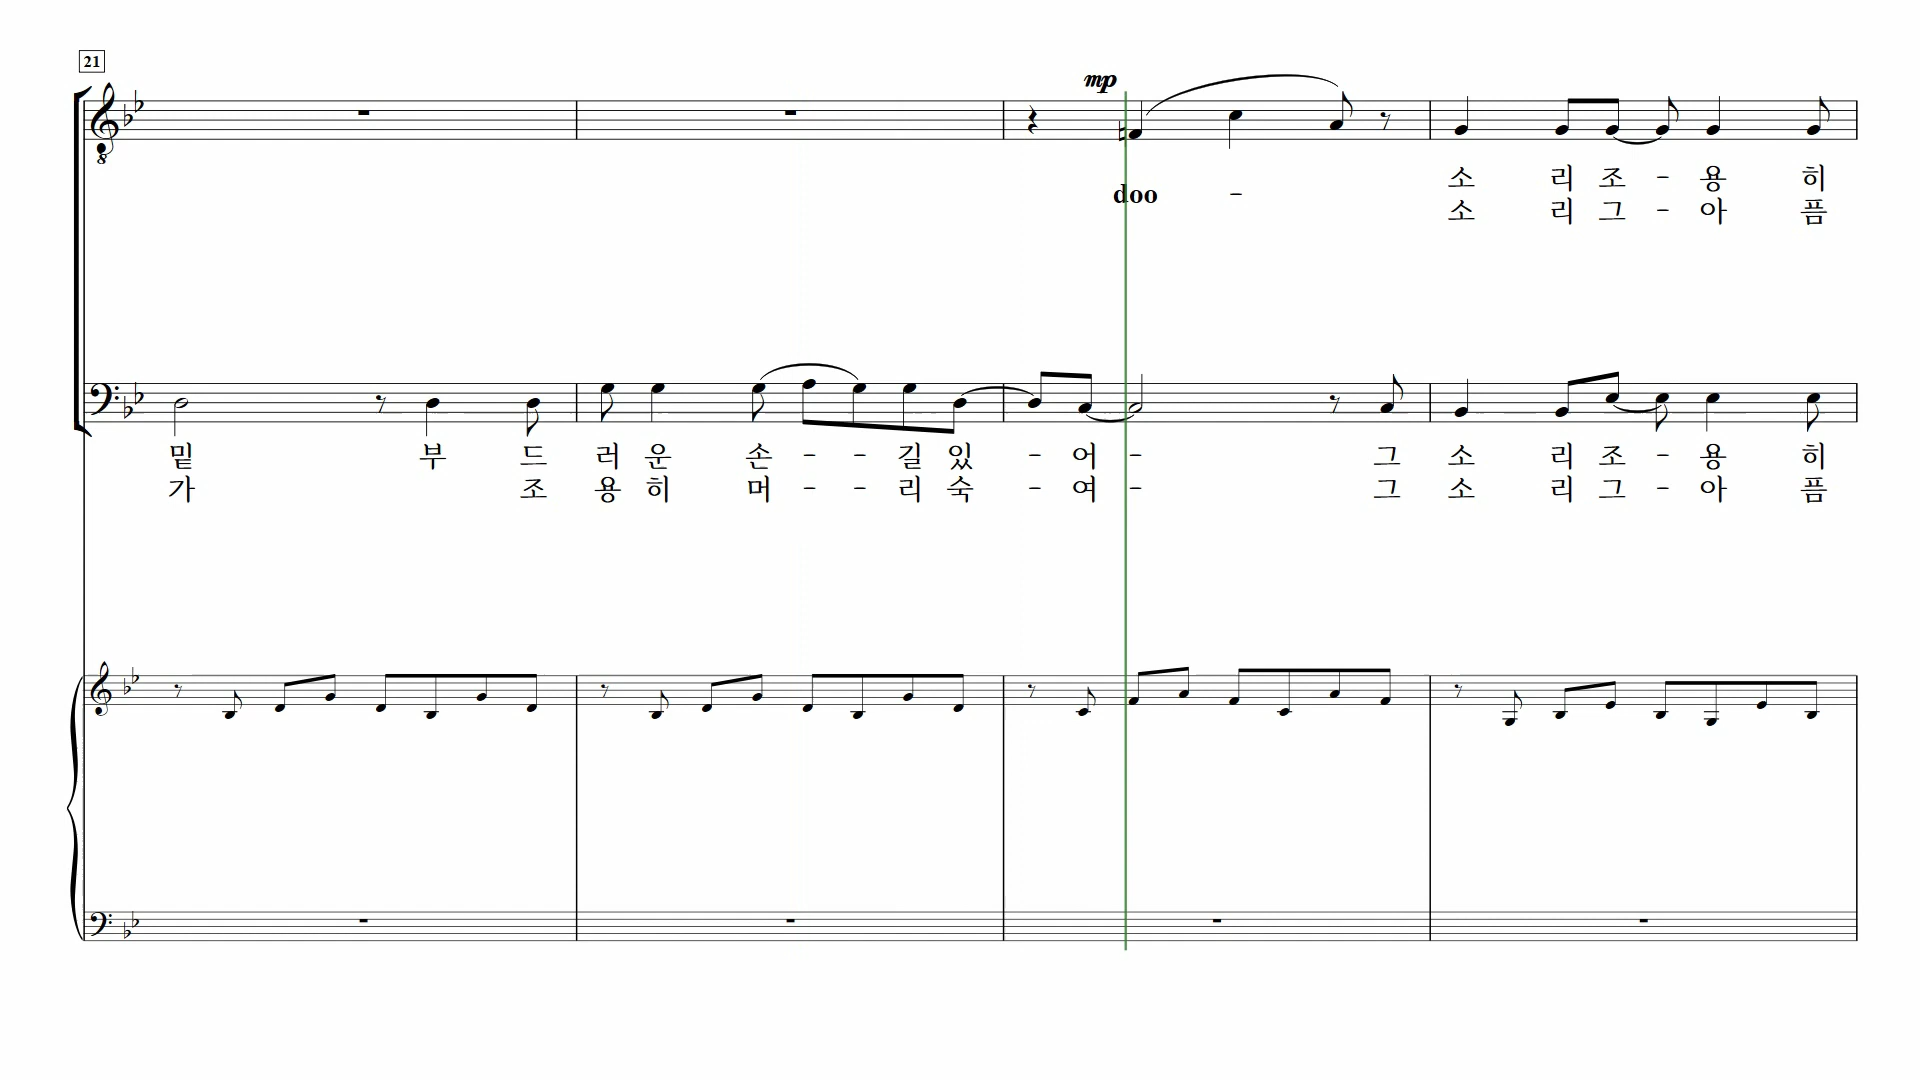 21
mp
소 리 조 - 용 히
doo -
소 리 그 - 아 픔
밑 부 드 러 운 손 - - 길 있 - 어 - 그 소 리 조 - 용 히
가 조 용 히 머 - - 리 숙 - 여 - 그 소 리 그 - 아 픔